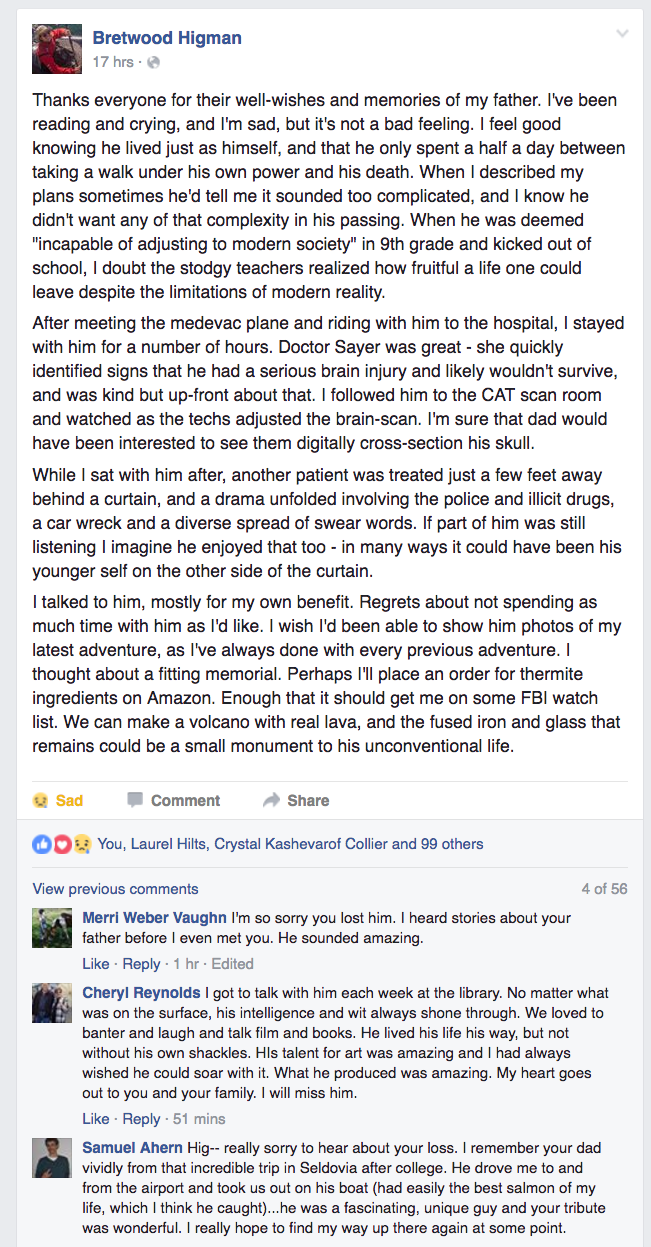 Bretwood Higman
17 hrs ·
Thanks everyone for their well-wishes and memories of my father. I've been
reading and crying, and I'm sad, but it's not a bad feeling. I feel good
knowing he lived just as himself, and that he only spent a half a day between
taking a walk under his own power and his death. When I described my
plans sometimes he'd tell me it sounded too complicated, and I know he
didn't want any of that complexity in his passing. When he was deemed
"incapable of adjusting to modern society" in 9th grade and kicked out of
school, I doubt the stodgy teachers realized how fruitful a life one could
leave despite the limitations of modern reality.
After meeting the medevac plane and riding with him to the hospital, I stayed
with him for a number of hours. Doctor Sayer was great - she quickly
identified signs that he had a serious brain injury and likely wouldn't survive,
and was kind but up-front about that. I followed him to the CAT scan room
and watched as the techs adjusted the brain-scan. I'm sure that dad would
have been interested to see them digitally cross-section his skull.
While I sat with him after, another patient was treated just a few feet away
behind a curtain, and a drama unfolded involving the police and illicit drugs,
a car wreck and a diverse spread of swear words. If part of him was still
listening I imagine he enjoyed that too - in many ways it could have been his
younger self on the other side of the curtain.
I talked to him, mostly for my own benefit. Regrets about not spending as
much time with him as I'd like. I wish I'd been able to show him photos of my
latest adventure, as I've always done with every previous adventure. I
thought about a fitting memorial. Perhaps I'll place an order for thermite
ingredients on Amazon. Enough that it should get me on some FBI watch
list. We can make a volcano with real lava, and the fused iron and glass that
remains could be a small monument to his unconventional life.
Sad Comment Share
You, Laurel Hilts, Crystal Kashevarof Collier and 99 others
View previous comments 4 of 56
Merri Weber Vaughn I'm so sorry you lost him. I heard stories about your
father before I even met you. He sounded amazing.
Like · Reply · 1 hr · Edited
Cheryl Reynolds I got to talk with him each week at the library. No matter what
was on the surface, his intelligence and wit always shone through. We loved to
banter and laugh and talk film and books. He lived his life his way, but not
without his own shackles. HIs talent for art was amazing and I had always
wished he could soar with it. What he produced was amazing. My heart goes
out to you and your family. I will miss him.
Like · Reply · 51 mins
Samuel Ahern Hig-- really sorry to hear about your loss. I remember your dad
vividly from that incredible trip in Seldovia after college. He drove me to and
from the airport and took us out on his boat (had easily the best salmon of my
life, which I think he caught)...he was a fascinating, unique guy and your tribute
was wonderful. I really hope to find my way up there again at some point.